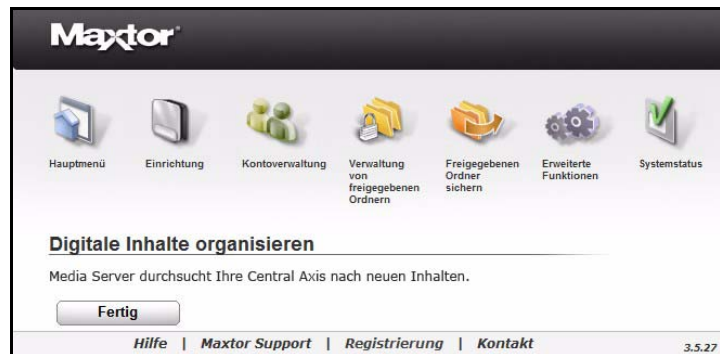 Maxtor
Hauptmenü
Einrichtung
Kontoverwaltung
Verwaltung
von
freigegebenen
Ordnern
Freigegebenen
Ordner
sichern
Erweiterte
Funktionen
Systemstatus
Digitale Inhalte organisieren
Media Server durchsucht Ihre Central Axis nach neuen Inhalten.
Fertig
Hilfe | Maxtor Support | Registrierung | Kontakt
3.5.27